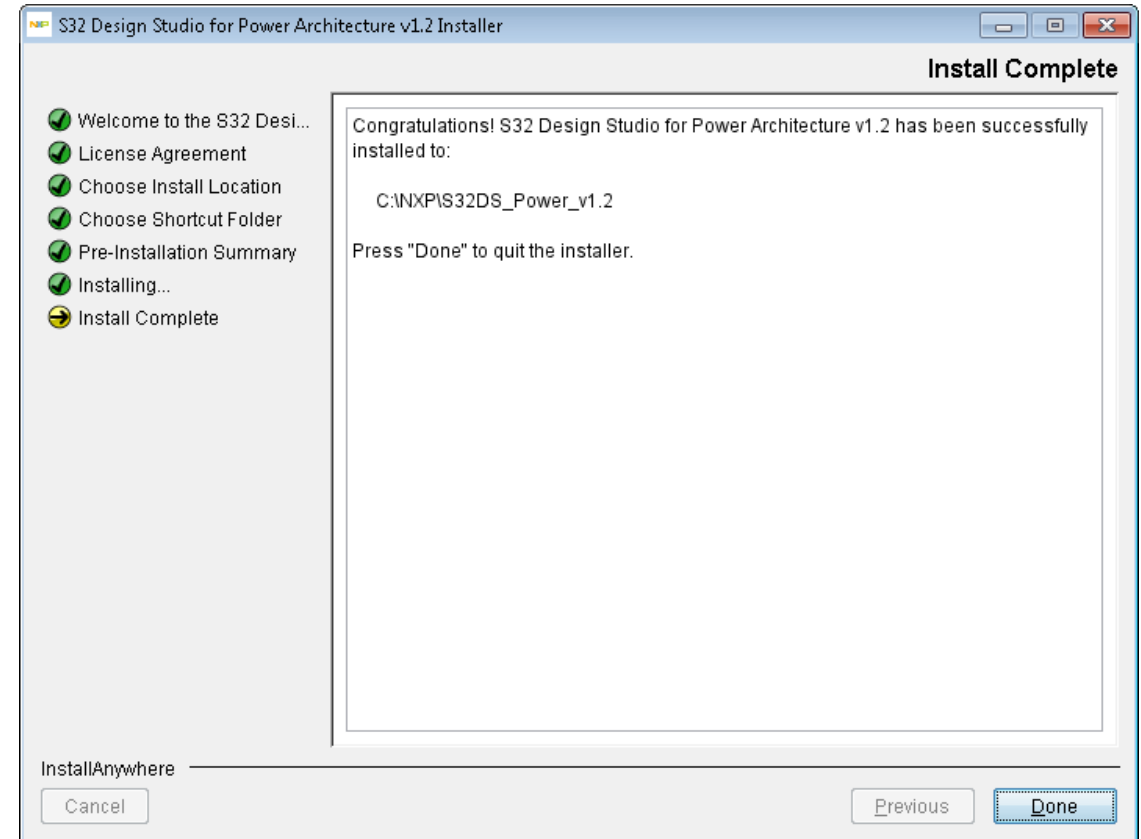 NXP S32 Design Studio for Power Architecture v1.2 Installer
Install Complete
Welcome to the S32 Desi...
License Agreement
Choose Install Location
Choose Shortcut Folder
Pre-Installation Summary
Installing...
Install Complete
Congratulations! S32 Design Studio for Power Architecture v1.2 has been successfully
installed to:
C:\NXP\S32DS_Power_v1.2
Press "Done" to quit the installer.
InstallAnywhere
Cancel
Previous
Done